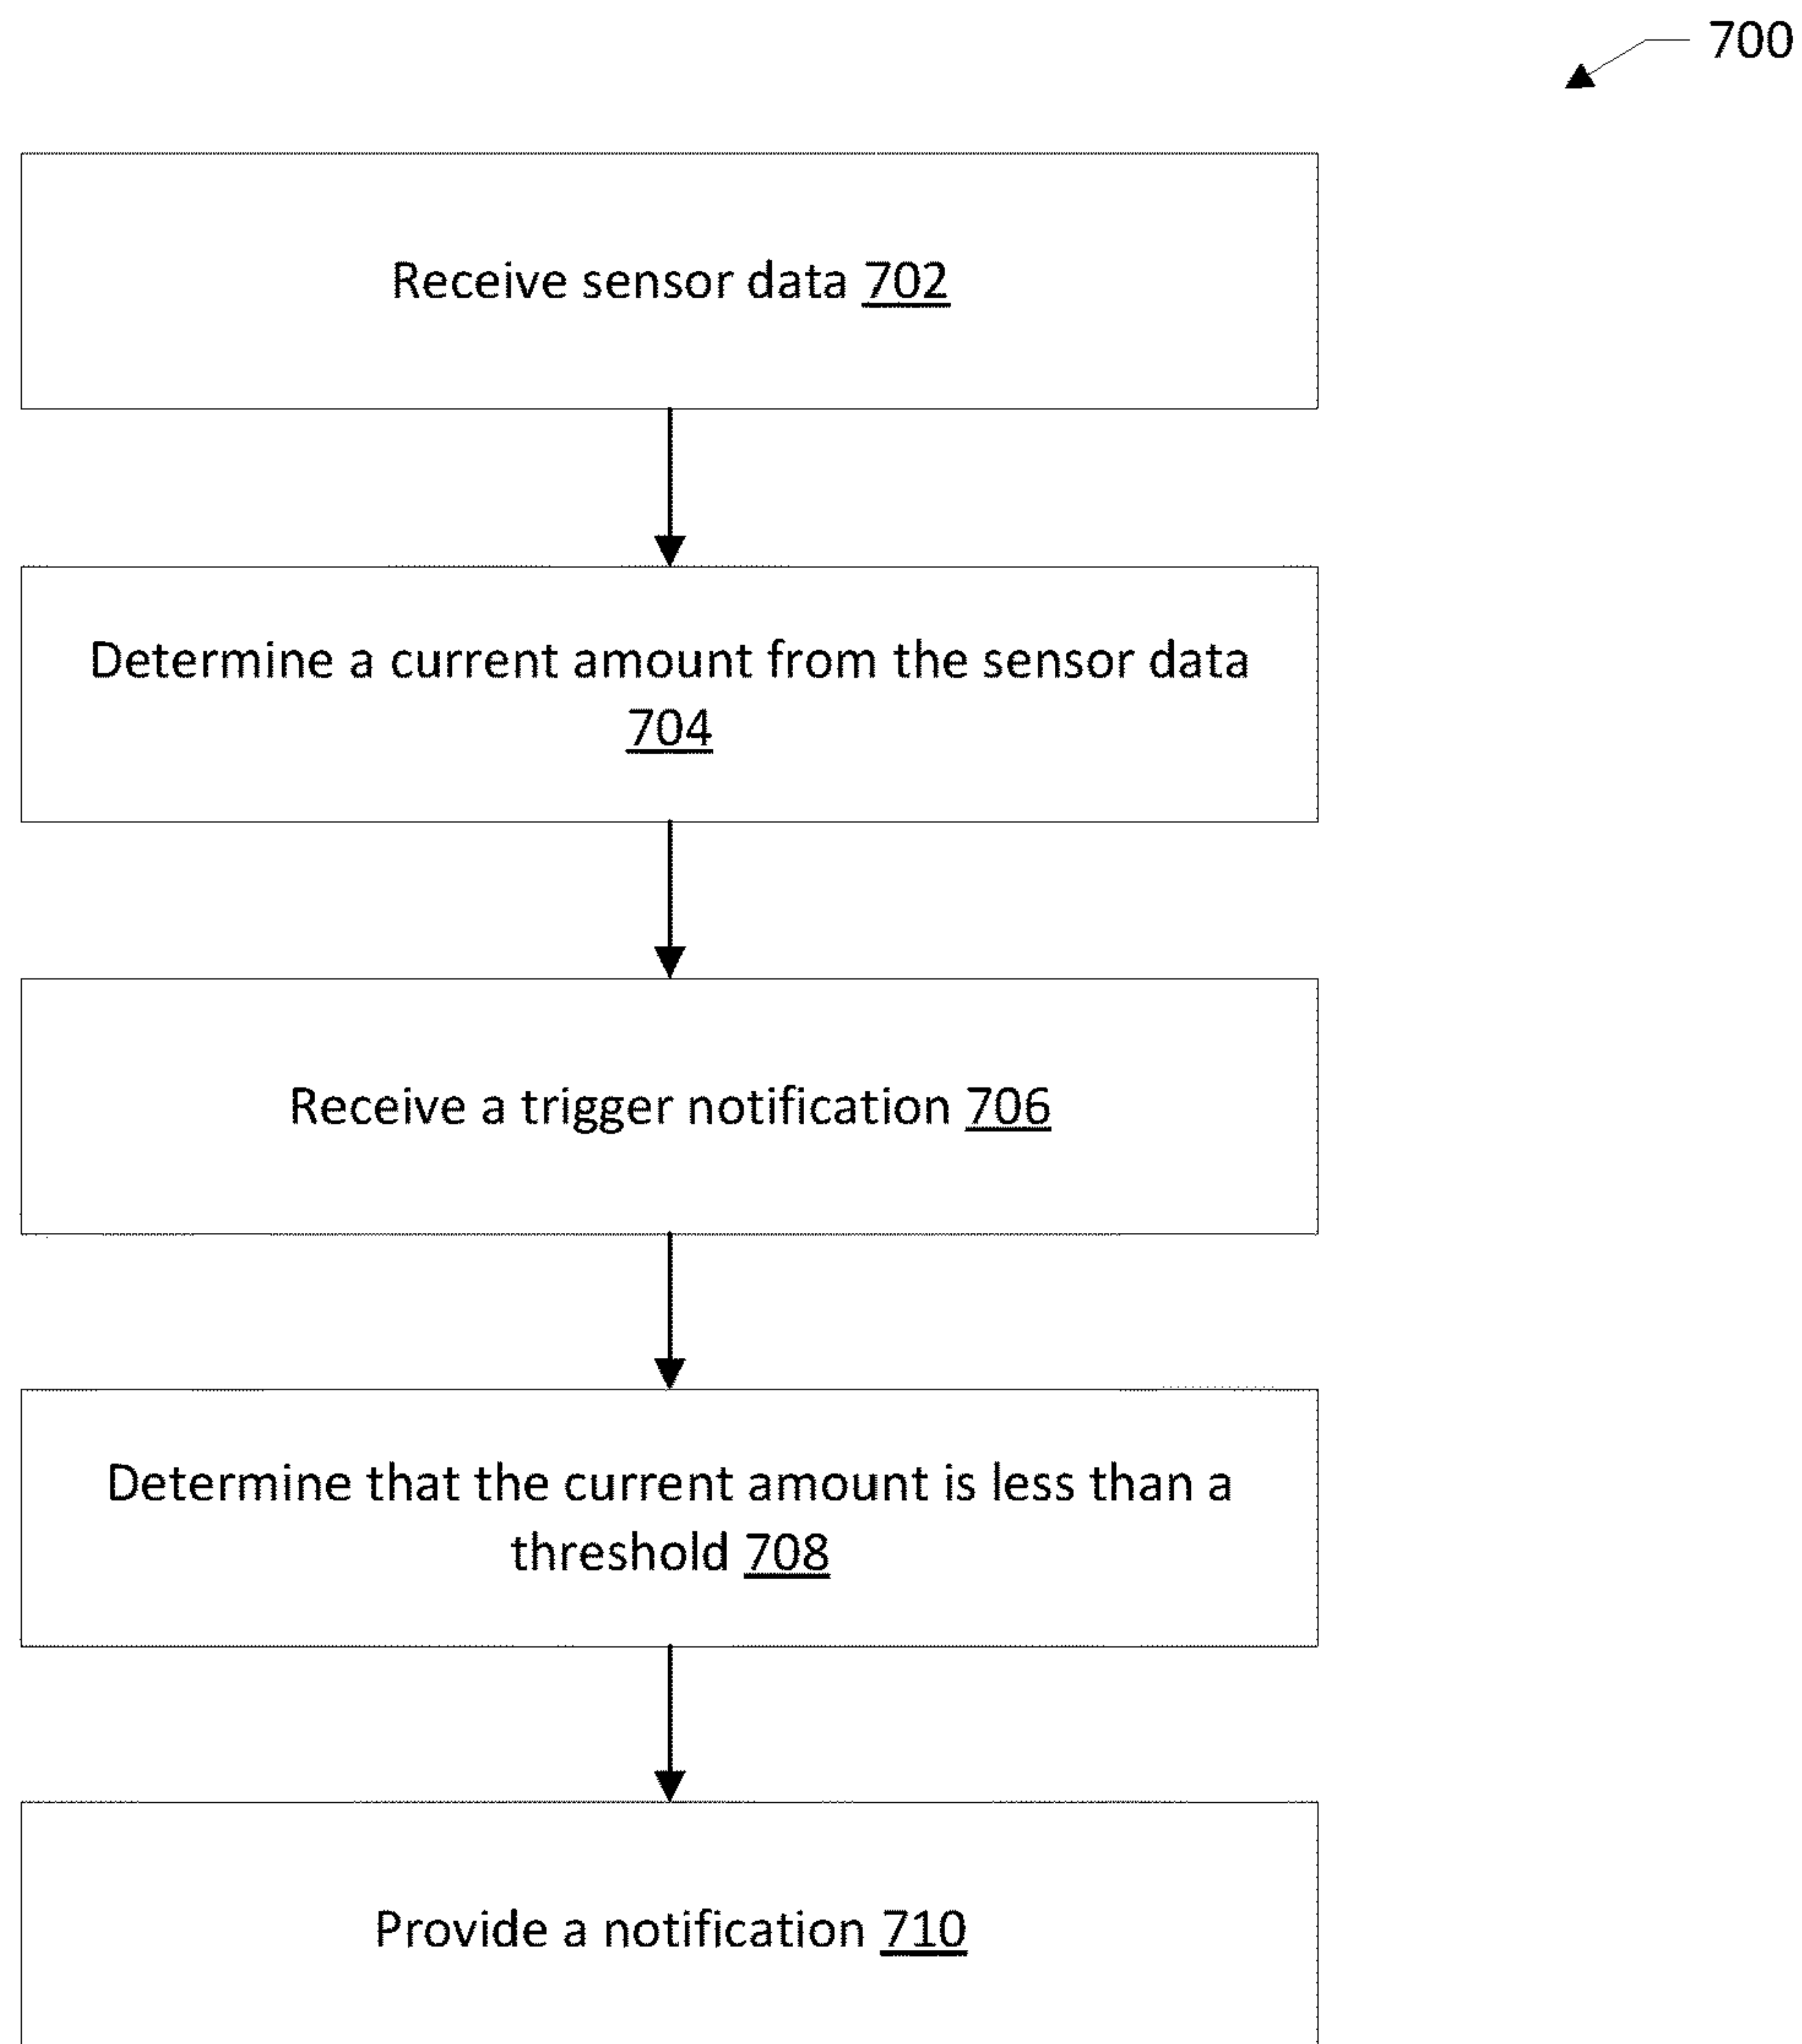 700
Receive sensor data 702
Determine a current amount from the sensor data
704
Receive a trigger notification 706
Determine that the current amount is less than a
threshold 708
Provide a notification 710